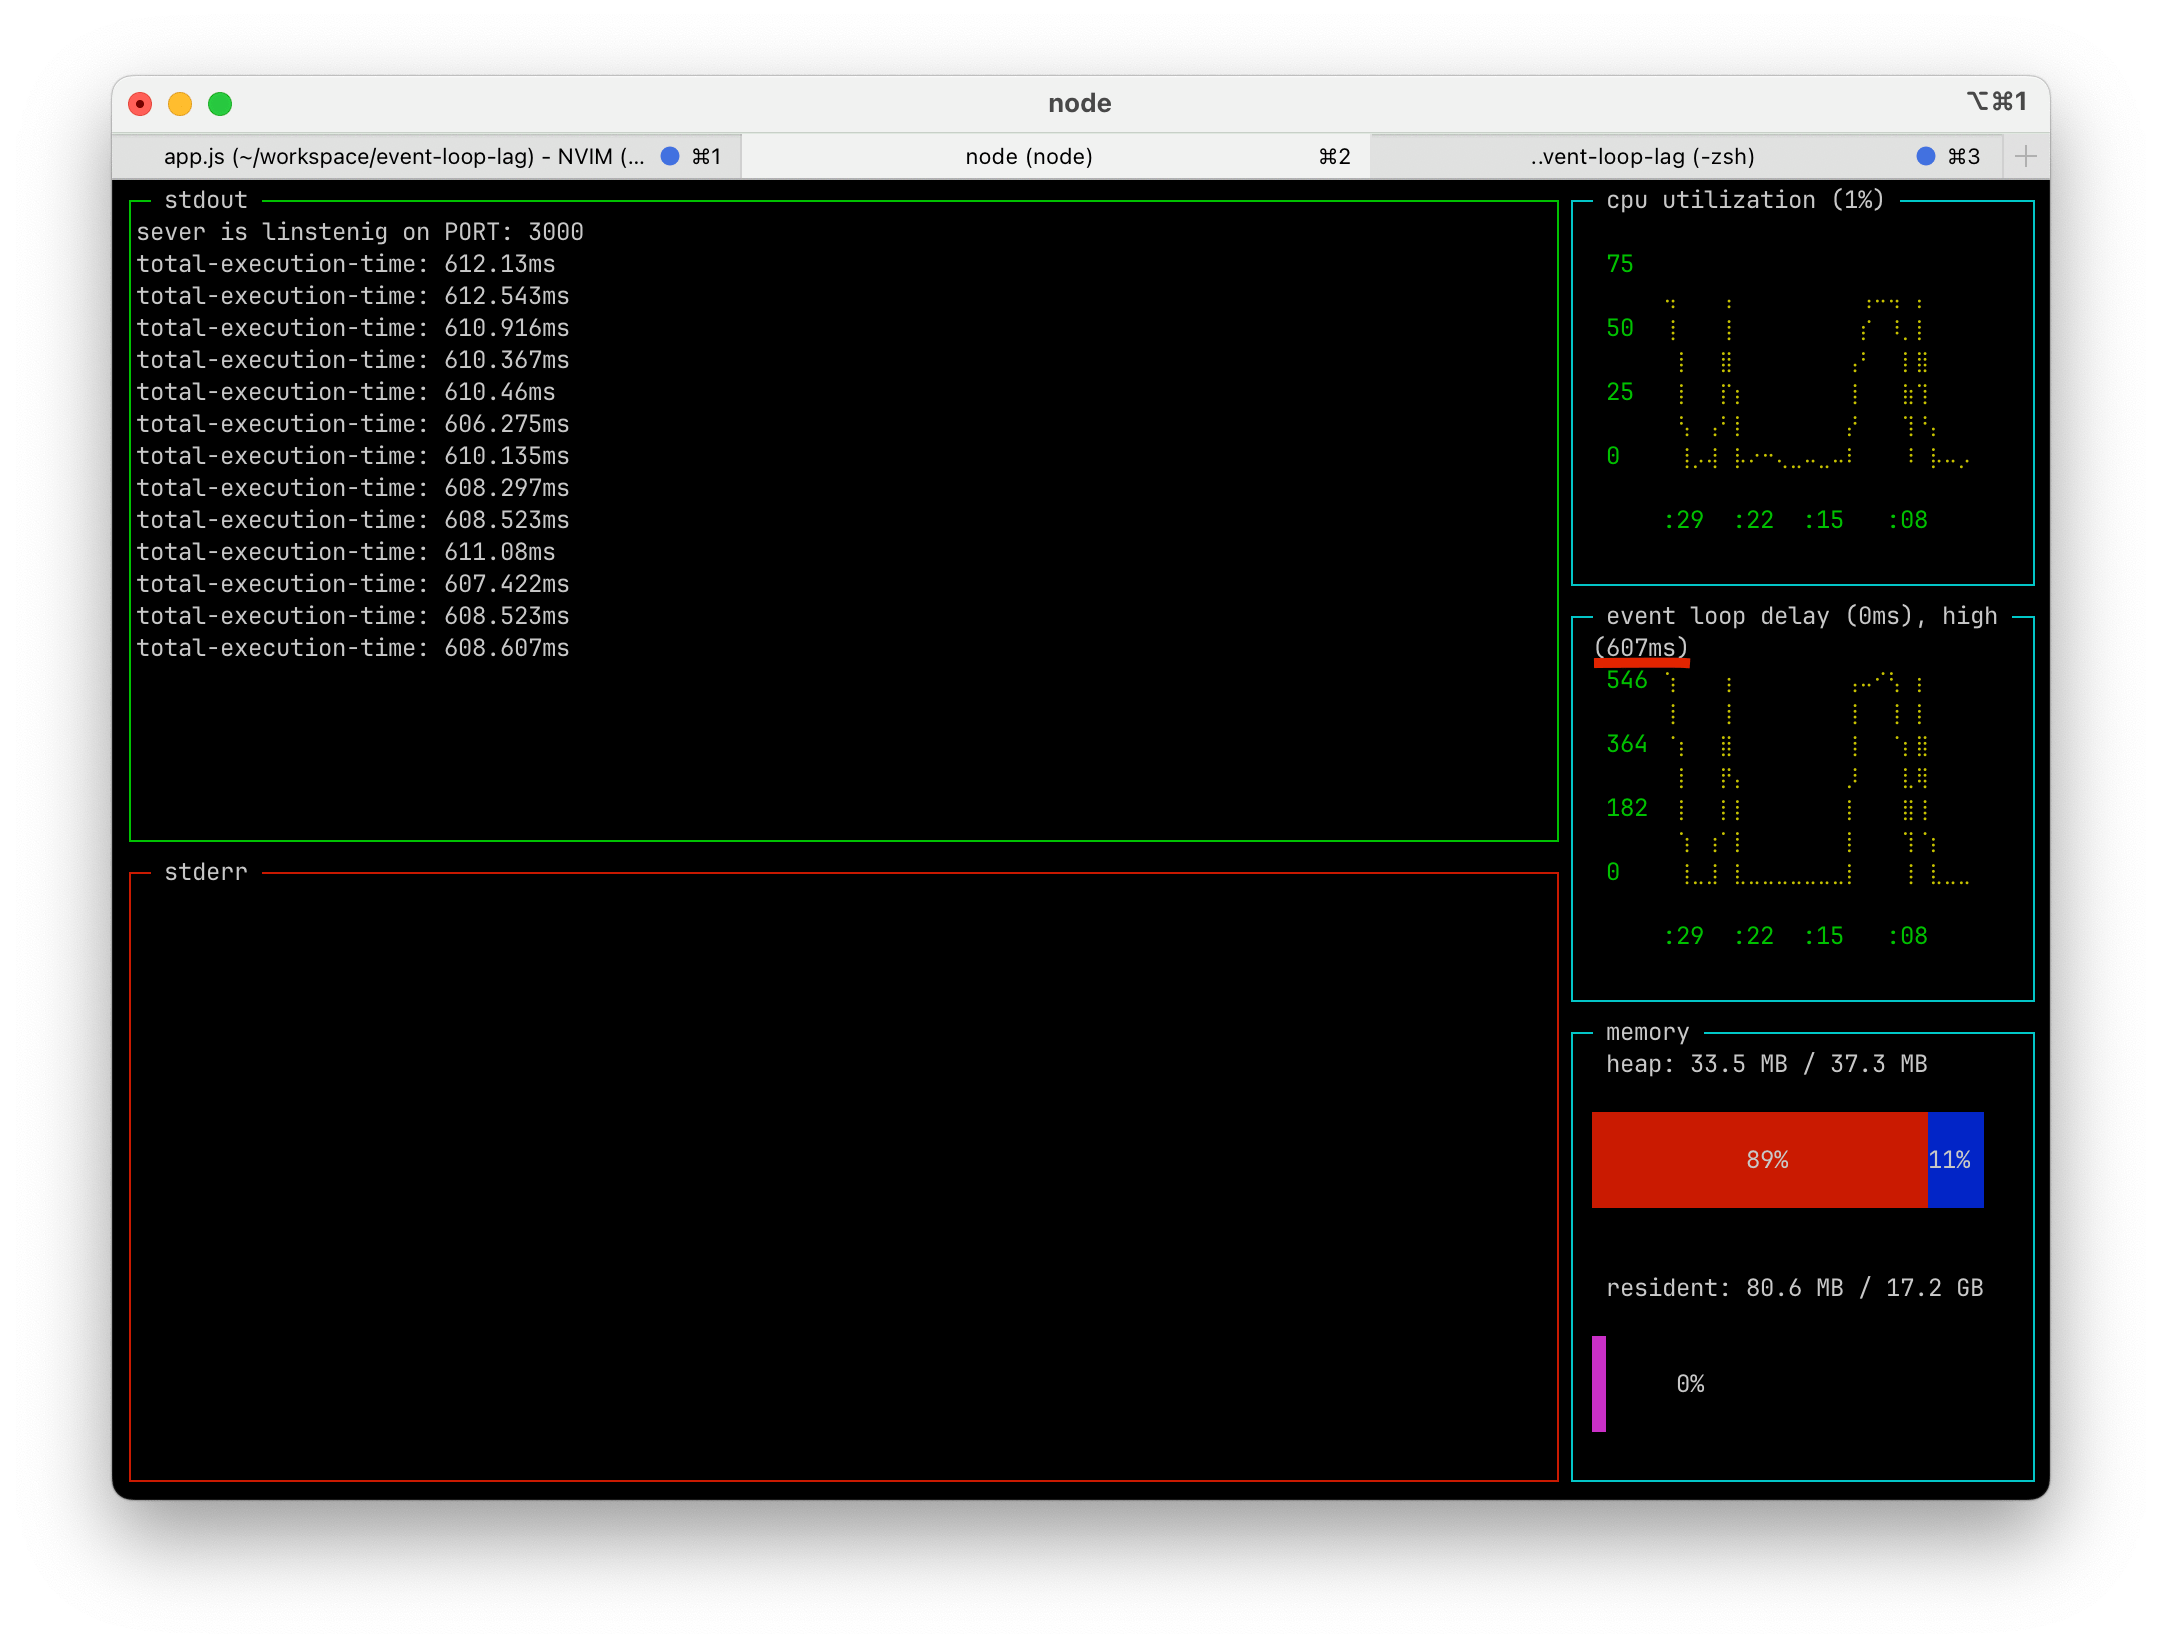 node
⌥⌘1
app.js (~/workspace/event-loop-lag) - NVIM (... ⌘1
node (node) ⌘2
..vent-loop-lag (-zsh) ⌘3
stdout
sever is linstenig on PORT: 3000
total-execution-time: 612.13ms
total-execution-time: 612.543ms
total-execution-time: 610.916ms
total-execution-time: 610.367ms
total-execution-time: 610.46ms
total-execution-time: 606.275ms
total-execution-time: 610.135ms
total-execution-time: 608.297ms
total-execution-time: 608.523ms
total-execution-time: 611.08ms
total-execution-time: 607.422ms
total-execution-time: 608.523ms
total-execution-time: 608.607ms
stderr
cpu utilization (1%)
75
50
25
0
:29 :22 :15 :08
event loop delay (0ms), high
(607ms)
546
364
182
0
:29 :22 :15 :08
memory
heap: 33.5 MB / 37.3 MB
89% 11%
resident: 80.6 MB / 17.2 GB
0%